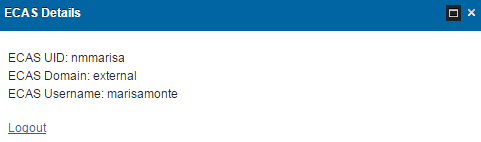 ECAS Details
ECAS UID: nmmarisa
ECAS Domain: external
ECAS Username: marisamonte
Logout